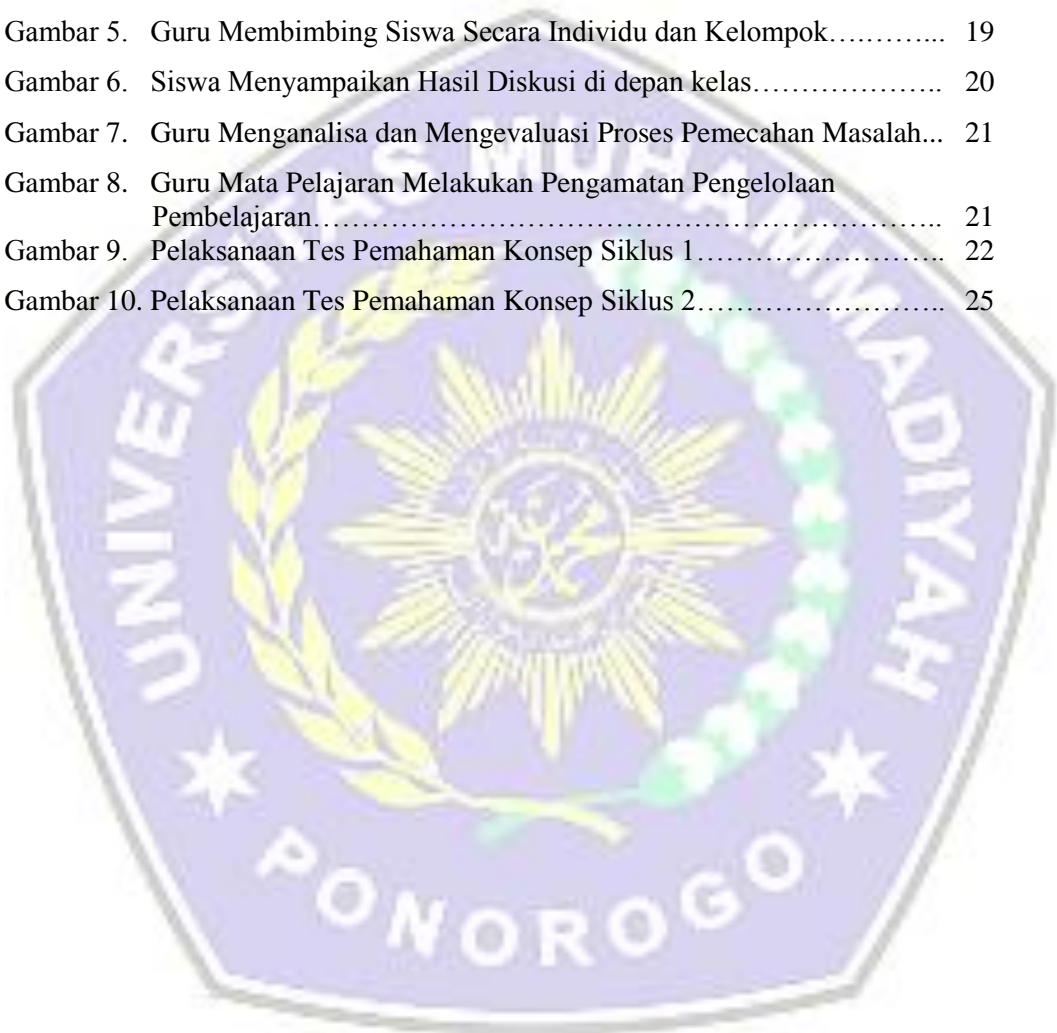 Gambar 5. Guru Membimbing Siswa Secara Individu dan Kelompok…..……... 19
Gambar 6. Siswa Menyampaikan Hasil Diskusi di depan kelas……………….. 20
Gambar 7. Guru Menganalisa dan Mengevaluasi Proses Pemecahan Masalah... 21
Gambar 8. Guru Mata Pelajaran Melakukan Pengamatan Pengelolaan
Pembelajaran…………………………………………………….. 21
Gambar 9. Pelaksanaan Tes Pemahaman Konsep Siklus 1…………………….. 22
Gambar 10. Pelaksanaan Tes Pemahaman Konsep Siklus 2…………………….. 25
UNIVERSITAS MUHAMMADIYAH
PONOROGO